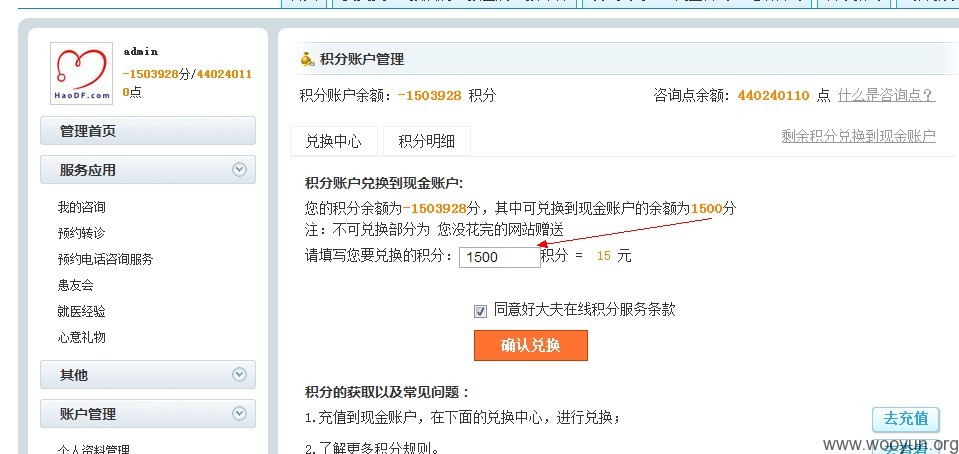 admin
-1503928分/440240110点
HaoDF.com
管理首页
服务应用
我的咨询
预约转诊
预约电话咨询服务
患友会
就医经验
心意礼物
其他
账户管理
个人资料管理
积分账户管理
积分账户余额：-1503928 积分
咨询点余额：440240110 点 什么是咨询点？
兑换中心
积分明细
剩余积分兑换到现金账户
积分账户兑换到现金账户:
您的积分余额为-1503928分，其中可兑换到现金账户的余额为1500分
注：不可兑换部分为 您没花完的网站赠送
请填写您要兑换的积分：1500积分 = 15 元
同意好大夫在线积分服务条款
确认兑换
积分的获取以及常见问题：
1.充值到现金账户，在下面的兑换中心，进行兑换；
去充值
2.了解更多积分规则。
去看看
www.wooyun.org